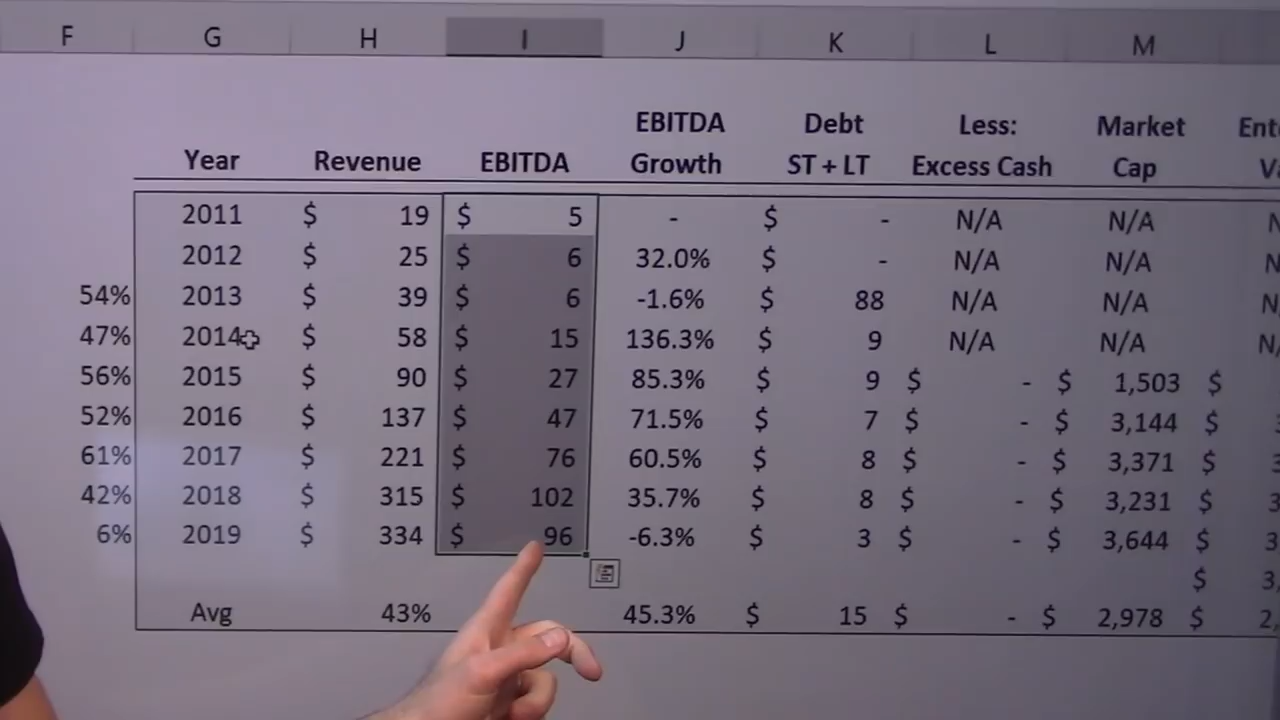 F G H I J K L M
EBITDA Debt Less: Market
Year Revenue EBITDA Growth ST + LT Excess Cash Cap
2011 $ 19 $ 5 - $ - N/A N/A
2012 $ 25 $ 6 32.0% $ - N/A N/A
54% 2013 $ 39 $ 6 -1.6% $ 88 N/A N/A
47% 2014 $ 58 $ 15 136.3% $ 9 N/A N/A
56% 2015 $ 90 $ 27 85.3% $ 9 $ - $ 1,503 $
52% 2016 $ 137 $ 47 71.5% $ 7 $ - $ 3,144 $
61% 2017 $ 221 $ 76 60.5% $ 8 $ - $ 3,371 $
42% 2018 $ 315 $ 102 35.7% $ 8 $ - $ 3,231 $
6% 2019 $ 334 $ 96 -6.3% $ 3 $ - $ 3,644 $
$
Avg 43% 45.3% $ 15 $ - $ 2,978 $